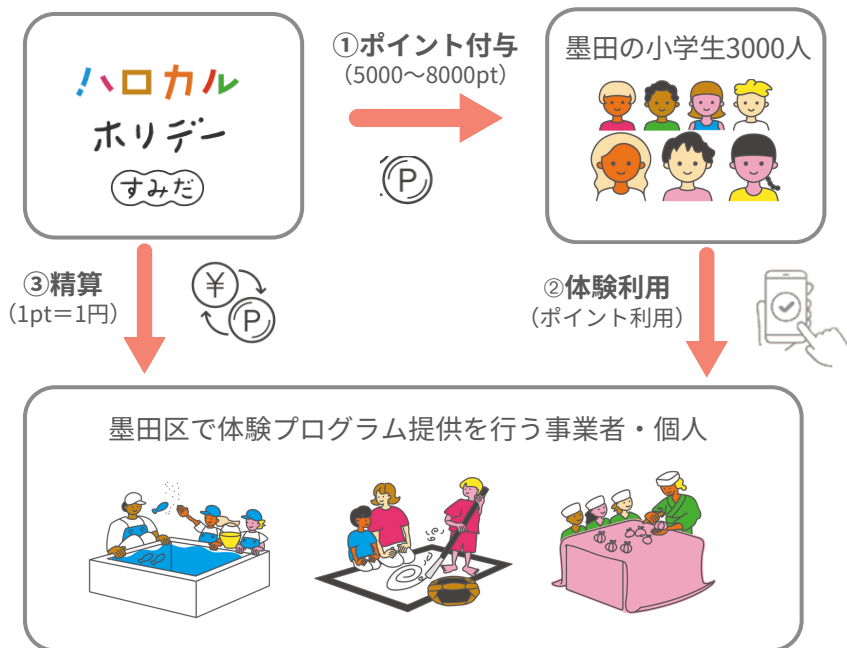 ハロカル
ホリデー
すみだ
①ポイント付与
(5000〜8000pt)
P
墨田の小学生3000人
③精算
(1pt＝1円)
¥
P
②体験利用
(ポイント利用)
墨田区で体験プログラム提供を行う事業者・個人